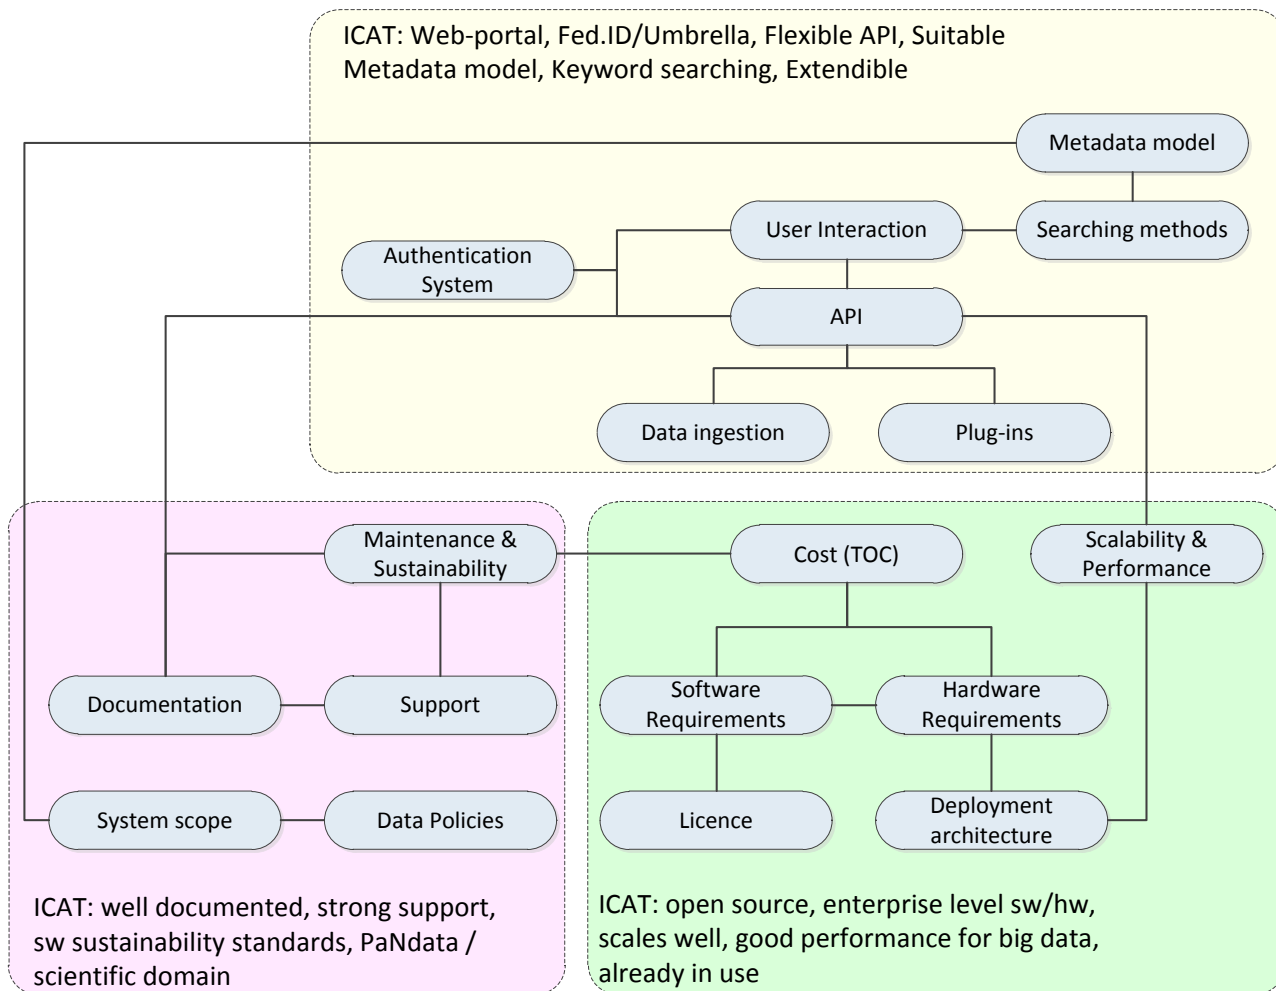 ICAT: Web-portal, Fed.ID/Umbrella, Flexible API, Suitable
Metadata model, Keyword searching, Extendible
Metadata model
User Interaction
Searching methods
Authentication
System
API
Data ingestion
Plug-ins
Maintenance &
Sustainability
Cost (TOC)
Scalability &
Performance
Documentation
Support
Software
Requirements
Hardware
Requirements
System scope
Data Policies
Licence
Deployment
architecture
ICAT: well documented, strong support,
sw sustainability standards, PaNdata /
scientific domain
ICAT: open source, enterprise level sw/hw,
scales well, good performance for big data,
already in use